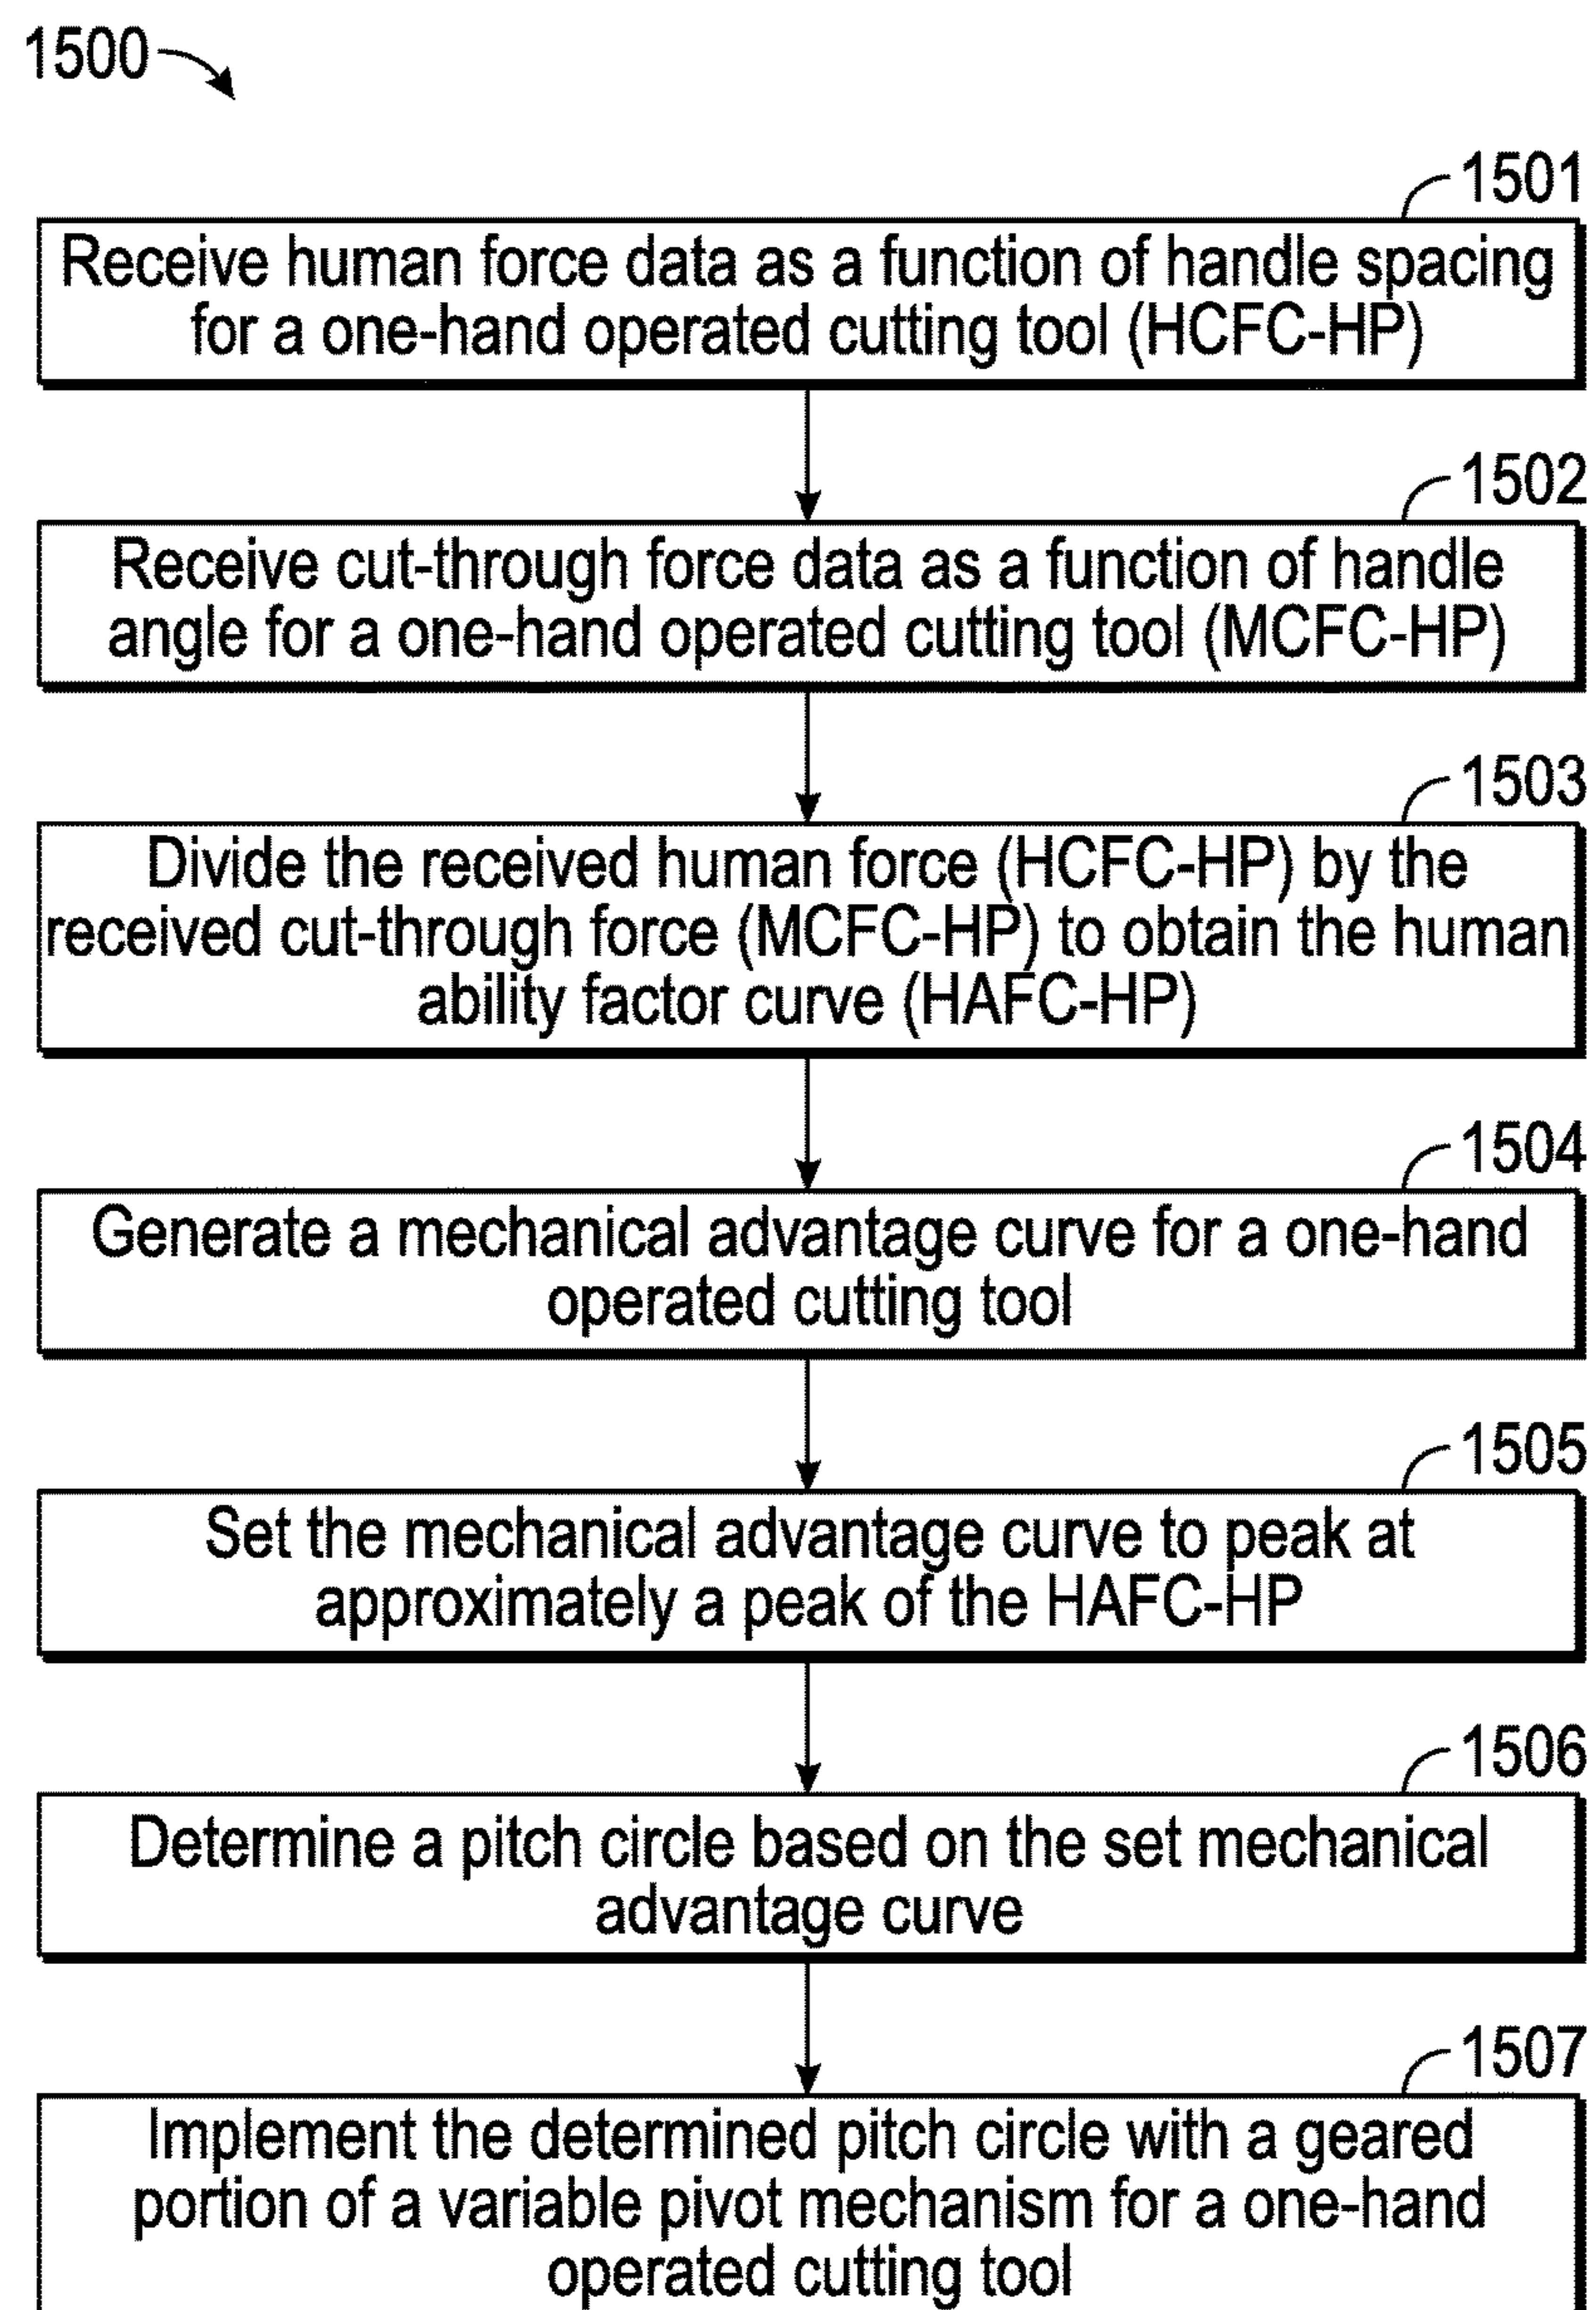 1500
1501
Receive human force data as a function of handle spacing
for a one-hand operated cutting tool (HCFC-HP)
1502
Receive cut-through force data as a function of handle
angle for a one-hand operated cutting tool (MCFC-HP)
1503
Divide the received human force (HCFC-HP) by the
received cut-through force (MCFC-HP) to obtain the human
ability factor curve (HAFC-HP)
1504
Generate a mechanical advantage curve for a one-hand
operated cutting tool
1505
Set the mechanical advantage curve to peak at
approximately a peak of the HAFC-HP
1506
Determine a pitch circle based on the set mechanical
advantage curve
1507
Implement the determined pitch circle with a geared
portion of a variable pivot mechanism for a one-hand
operated cutting tool